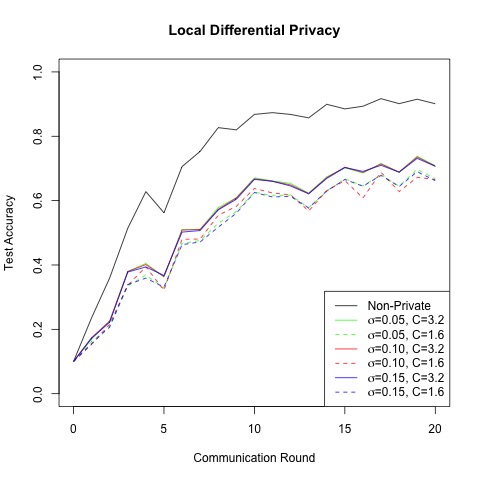 Local Differential Privacy
Test Accuracy
1.0
0.8
0.6
0.4
0.2
0.0
Non-Private
σ=0.05, C=3.2
σ=0.05, C=1.6
σ=0.10, C=3.2
σ=0.10, C=1.6
σ=0.15, C=3.2
σ=0.15, C=1.6
0 5 10 15 20
Communication Round